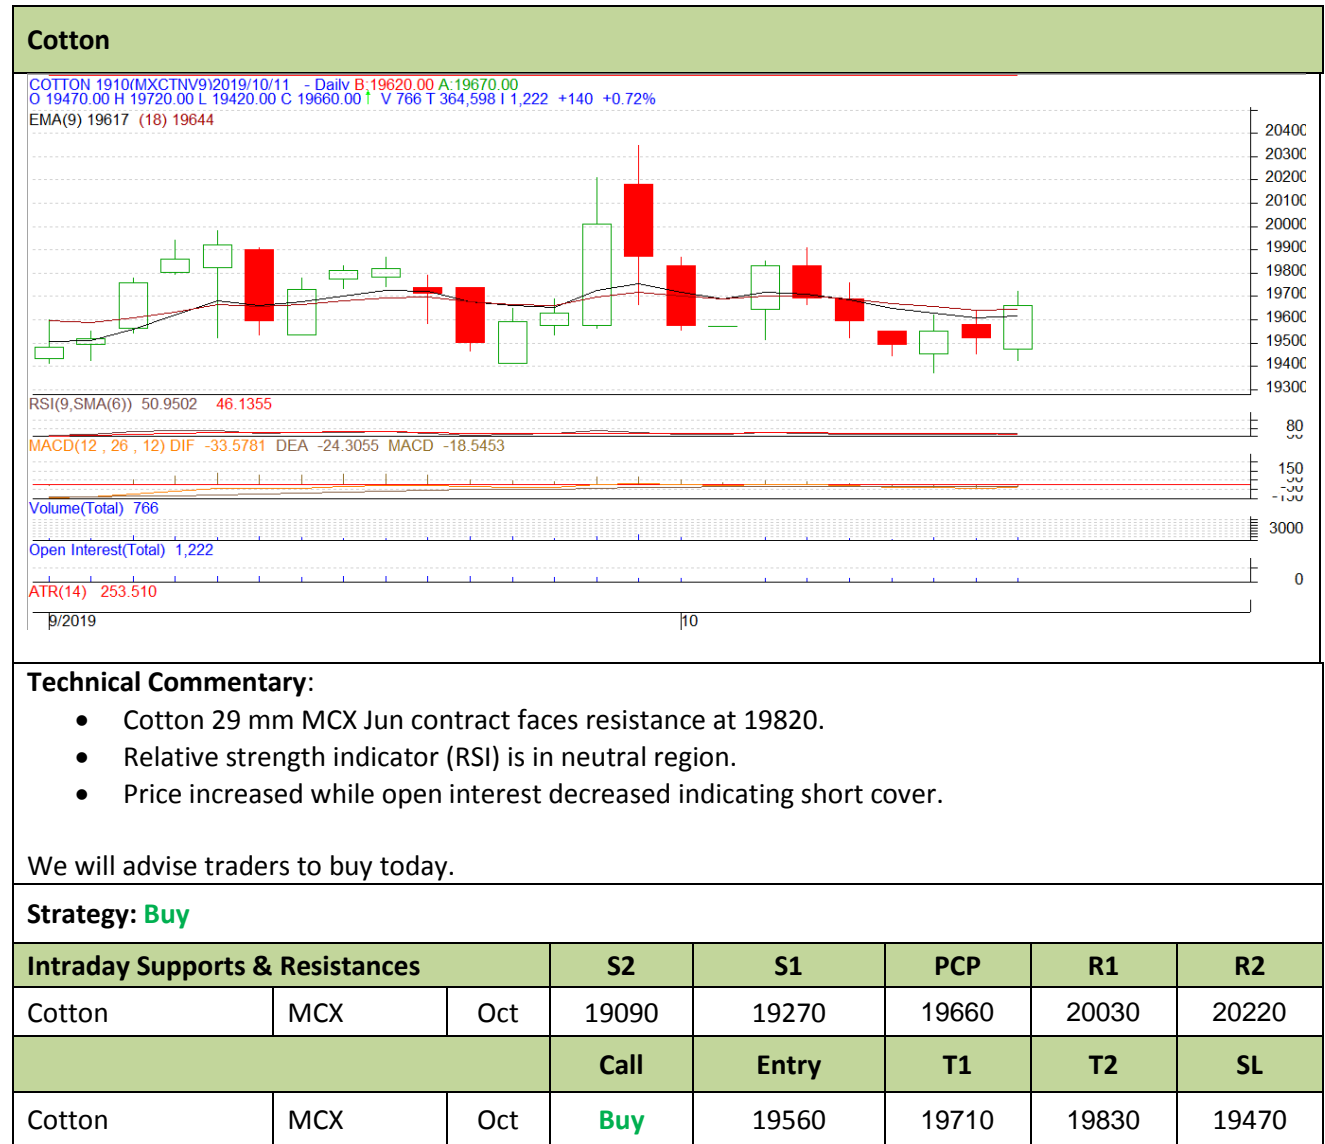 Cotton
COTTON 1910(MXCTNV9)2019/10/11 - Daily B:19620.00 A:19670.00
O 19470.00 H 19720.00 L 19420.00 C 19660.00↑ V 766 T 364,598 I 1,222 +140 +0.72%
EMA(9) 19617 (18) 19644
20400
20300
20200
20100
20000
19900
19800
19700
19600
19500
19400
19300
RSI(9,SMA(6)) 50.9502 46.1355
80
MACD(12 , 26 , 12) DIF -33.5781 DEA -24.3055 MACD -18.5453
150
50
-50
-150
Volume(Total) 766
3000
Open Interest(Total) 1,222
0
ATR(14) 253.510
9/2019 10
Technical Commentary:
• Cotton 29 mm MCX Jun contract faces resistance at 19820.
• Relative strength indicator (RSI) is in neutral region.
• Price increased while open interest decreased indicating short cover.
We will advise traders to buy today.
Strategy: Buy
Intraday Supports & Resistances S2 S1 PCP R1 R2
Cotton MCX Oct 19090 19270 19660 20030 20220
Call Entry T1 T2 SL
Cotton MCX Oct Buy 19560 19710 19830 19470